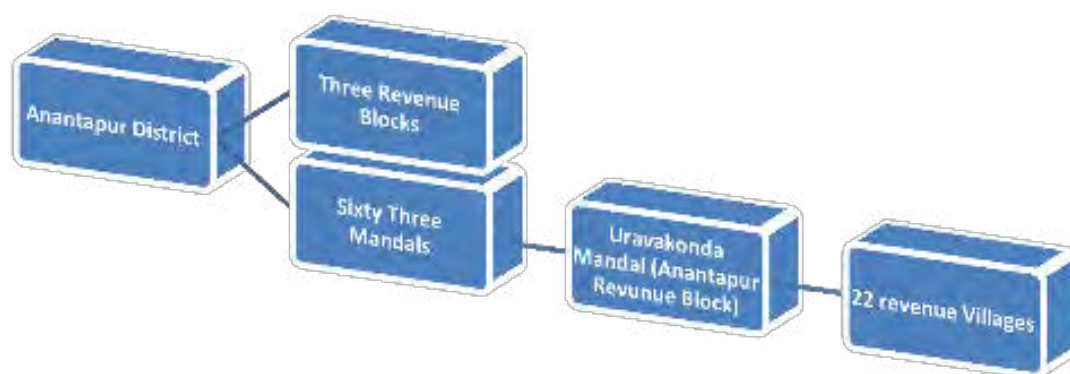 Anantapur District
Three Revenue
Blocks
Sixty Three
Mandals
Uravakonda
Mandal (Anantapur
Revunue Block)
22 revenue Villages